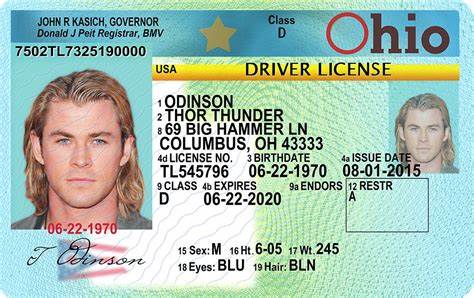 JOHN R KASICH, GOVERNOR
Donald J Peit Registrar, BMV
7502TL7325190000
Class
D
Ohio
USA
DRIVER LICENSE
1 ODINSON
2 THOR THUNDER
8 69 BIG HAMMER LN
COLUMBUS, OH 43333
4d LICENSE NO. 3 BIRTHDATE 4a ISSUE DATE
TL545796 06-22-1970 08-01-2015
9 CLASS 4b EXPIRES 9a ENDORS 12 RESTR
D 06-22-2020 A
06-22-1970
T Odinson
06-22-1970
15 Sex: M 16 Ht. 6-05 17 Wt. 245
18 Eyes: BLU 19 Hair: BLN